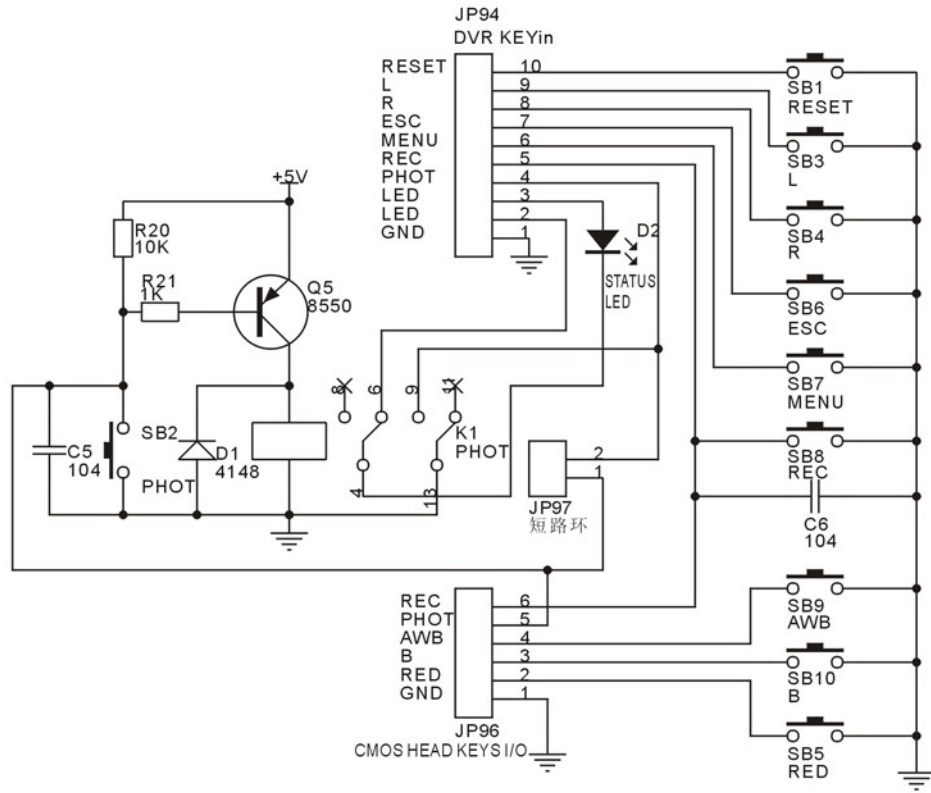 JP94
DVR KEYin
RESET 10
L 9
R 8
ESC 7
MENU 6
REC 5
PHOT 4
LED 3
LED 2
GND 1
SB1
RESET
SB3
L
SB4
R
SB6
ESC
SB7
MENU
SB8
REC
C6
104
SB9
AWB
SB10
B
SB5
RED
+5V
R20
10K
R21
1K
Q5
8550
D2
STATUS
LED
C5
104
SB2
PHOT
D1
4148
8
6
9
11
K1
PHOT
4
13
2
1
JP97
短路环
REC 6
PHOT 5
AWB 4
B 3
RED 2
GND 1
JP96
CMOS HEAD KEYS I/O